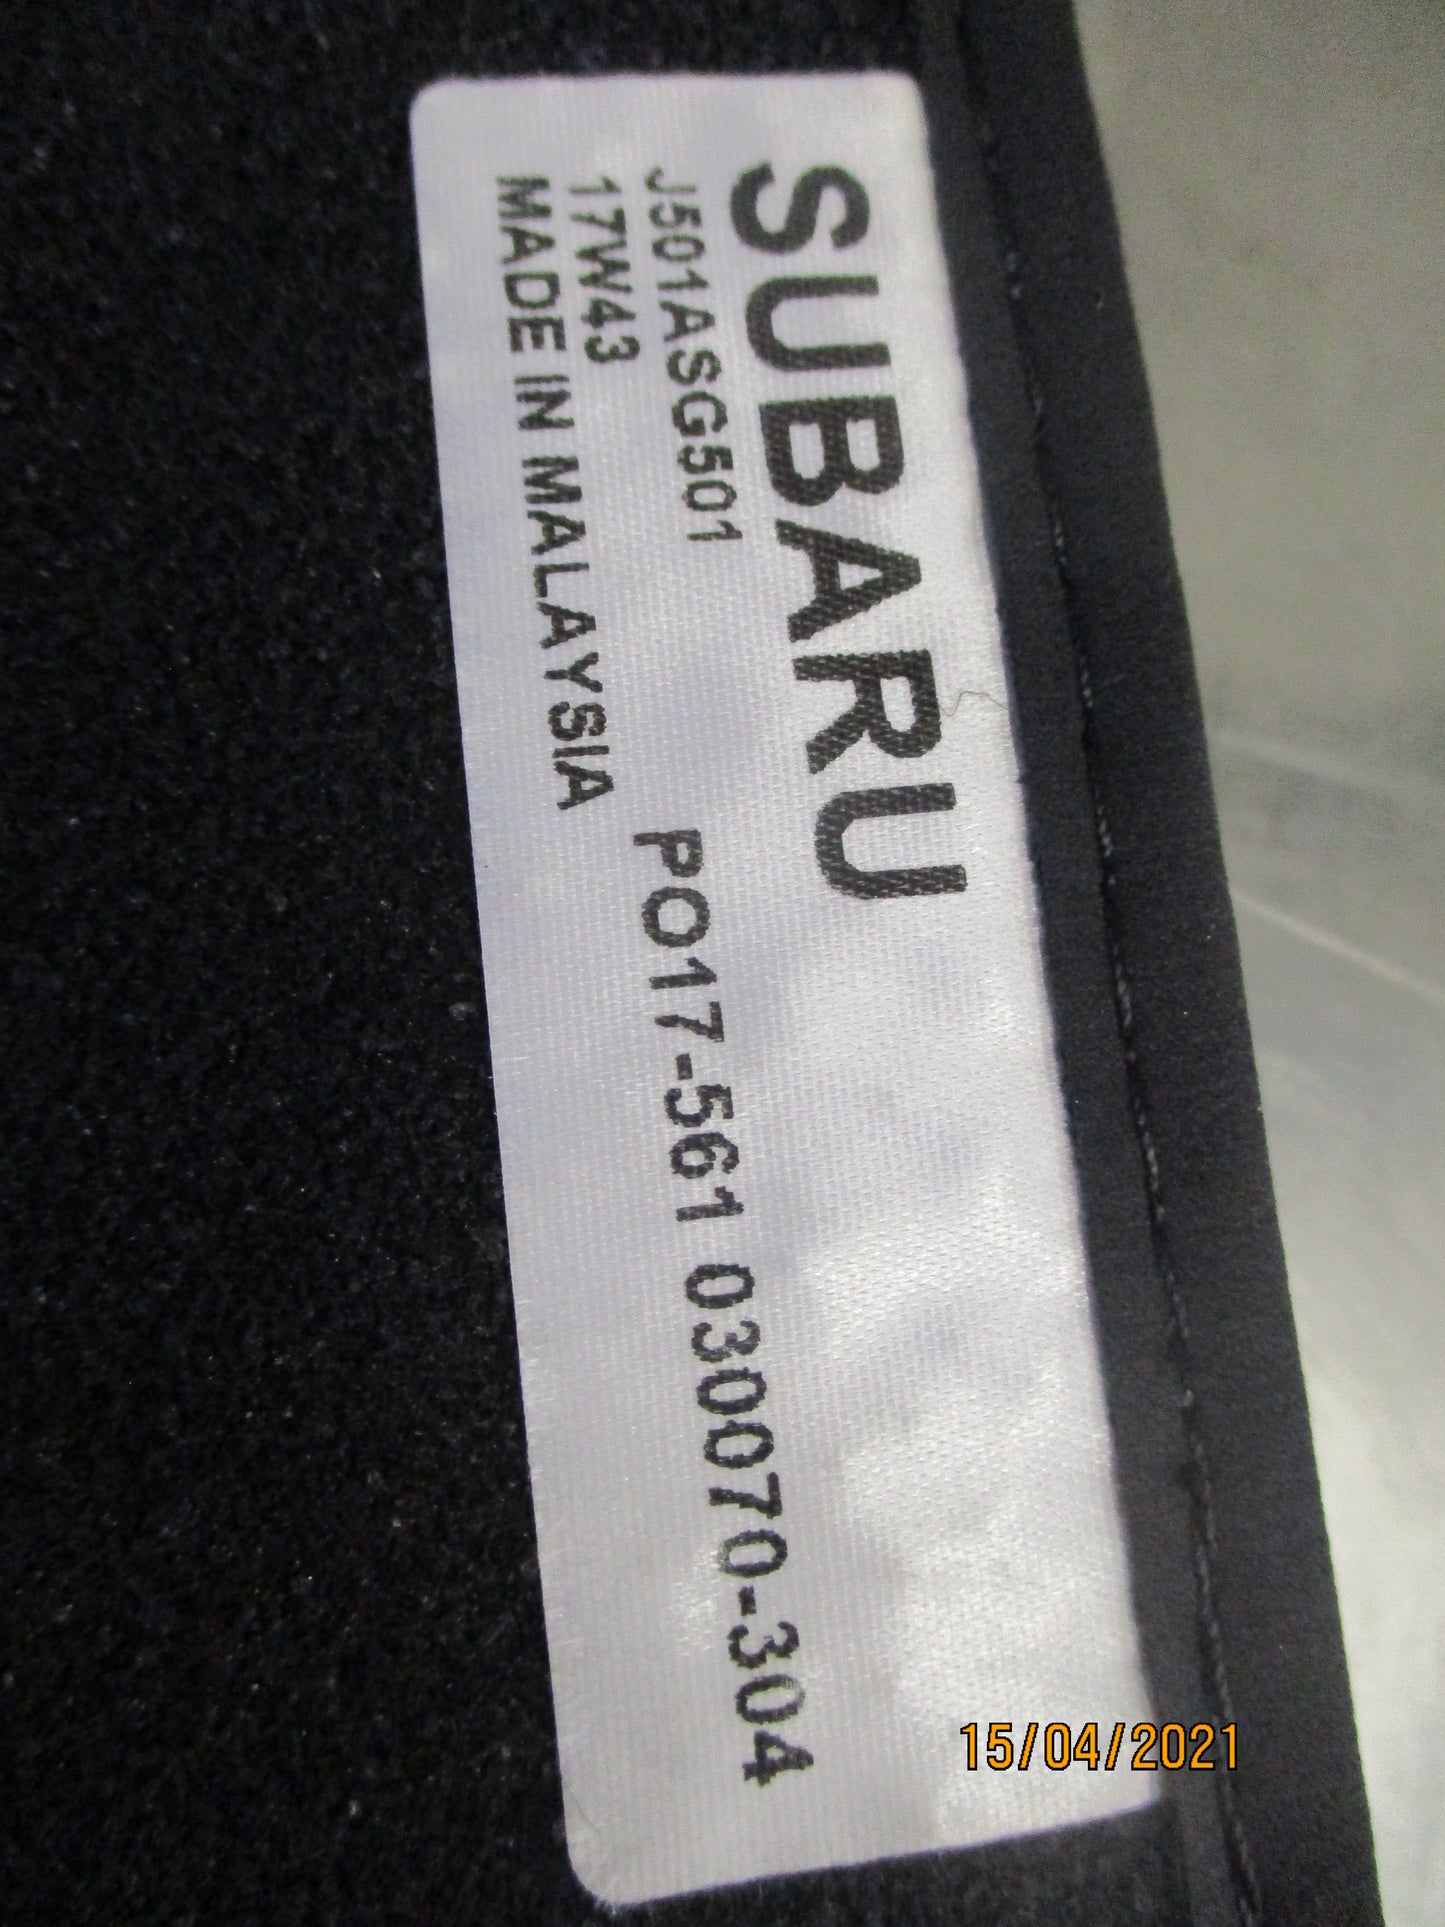 SUBARU
J501ASG501
17W43
MADE IN MALAYSIA
PO17-561 030070-304
15/04/2021